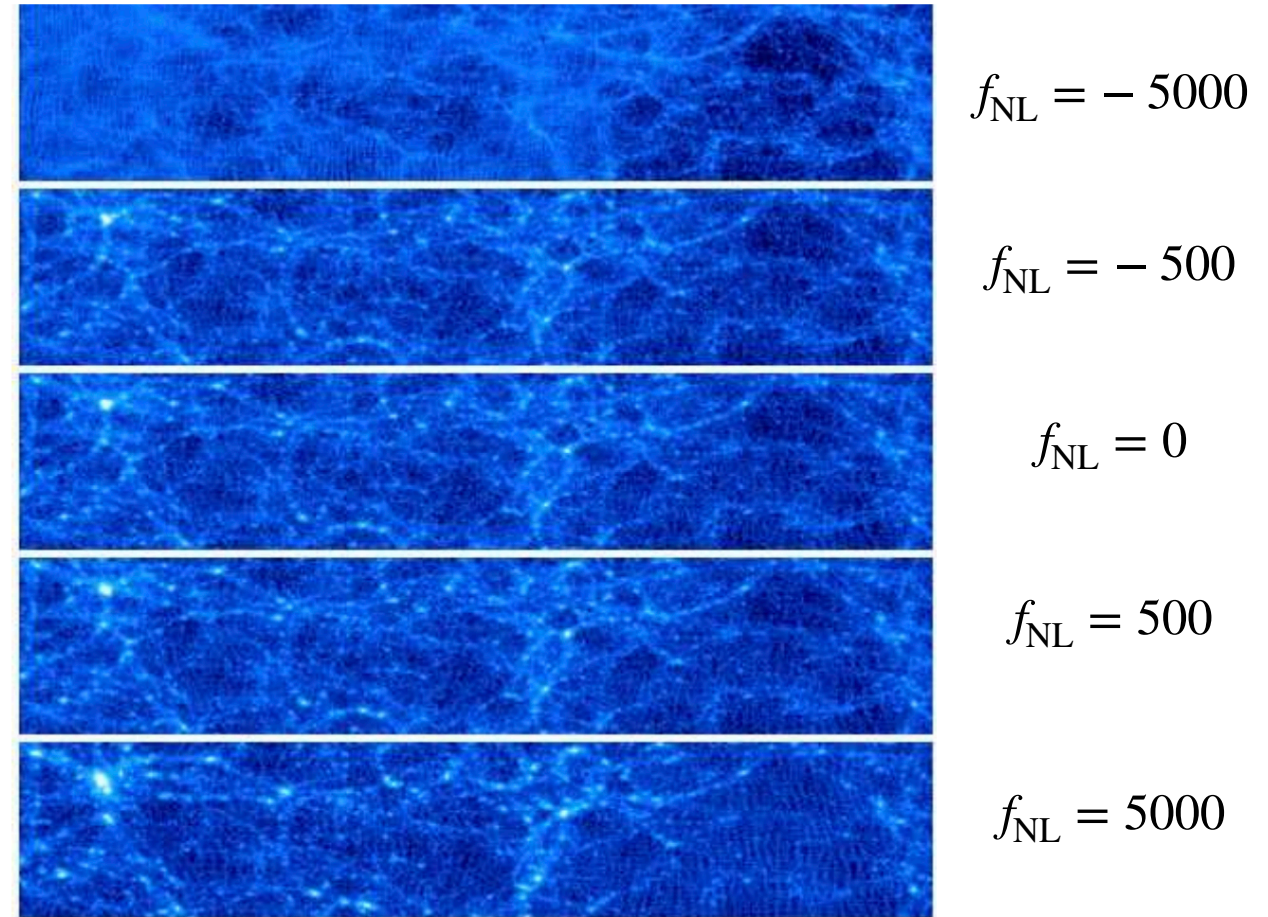 f_NL = − 5000
f_NL = − 500
f_NL = 0
f_NL = 500
f_NL = 5000